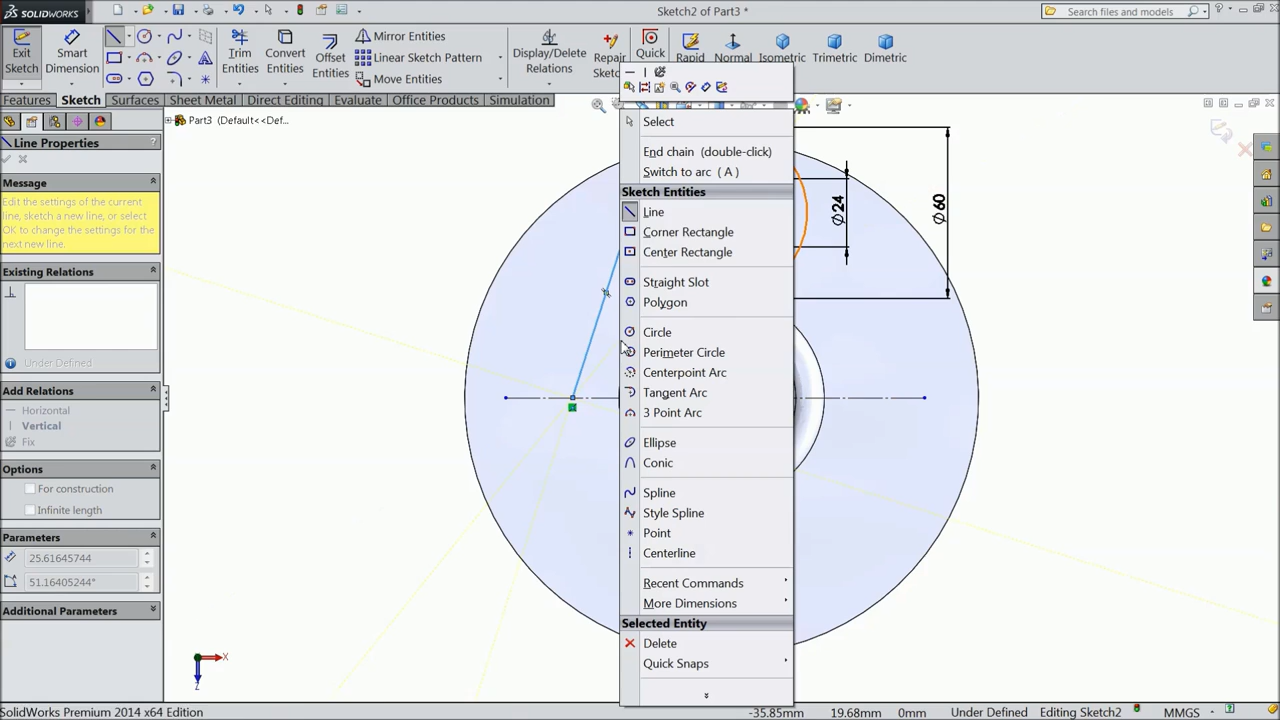 SOLIDWORKS
Sketch2 of Part3 *
Search files and models
Exit Sketch
Smart Dimension
Trim Entities
Convert Entities
Offset Entities
Mirror Entities
Linear Sketch Pattern
Move Entities
Display/Delete Relations
Repair Sketch
Quick
Rapid
Normal
Isometric
Trimetric
Dimetric
Features
Sketch
Surfaces
Sheet Metal
Direct Editing
Evaluate
Office Products
Simulation
Part3 (Default<<Def...
Line Properties
?
Message
Edit the settings of the current
line, sketch a new line, or select
OK to change the settings for the
next new line.
Existing Relations
Under Defined
Add Relations
Horizontal
Vertical
Fix
Options
For construction
Infinite length
Parameters
25.61645744
51.16405244°
Additional Parameters
Select
End chain (double-click)
Switch to arc ( A )
Sketch Entities
Line
Corner Rectangle
Center Rectangle
Straight Slot
Polygon
Circle
Perimeter Circle
Centerpoint Arc
Tangent Arc
3 Point Arc
Ellipse
Conic
Spline
Style Spline
Point
Centerline
Recent Commands
More Dimensions
Selected Entity
Delete
Quick Snaps
Ø24
Ø60
X
Z
SolidWorks Premium 2014 x64 Edition
-35.85mm
19.68mm
0mm
Under Defined
Editing Sketch2
MMGS